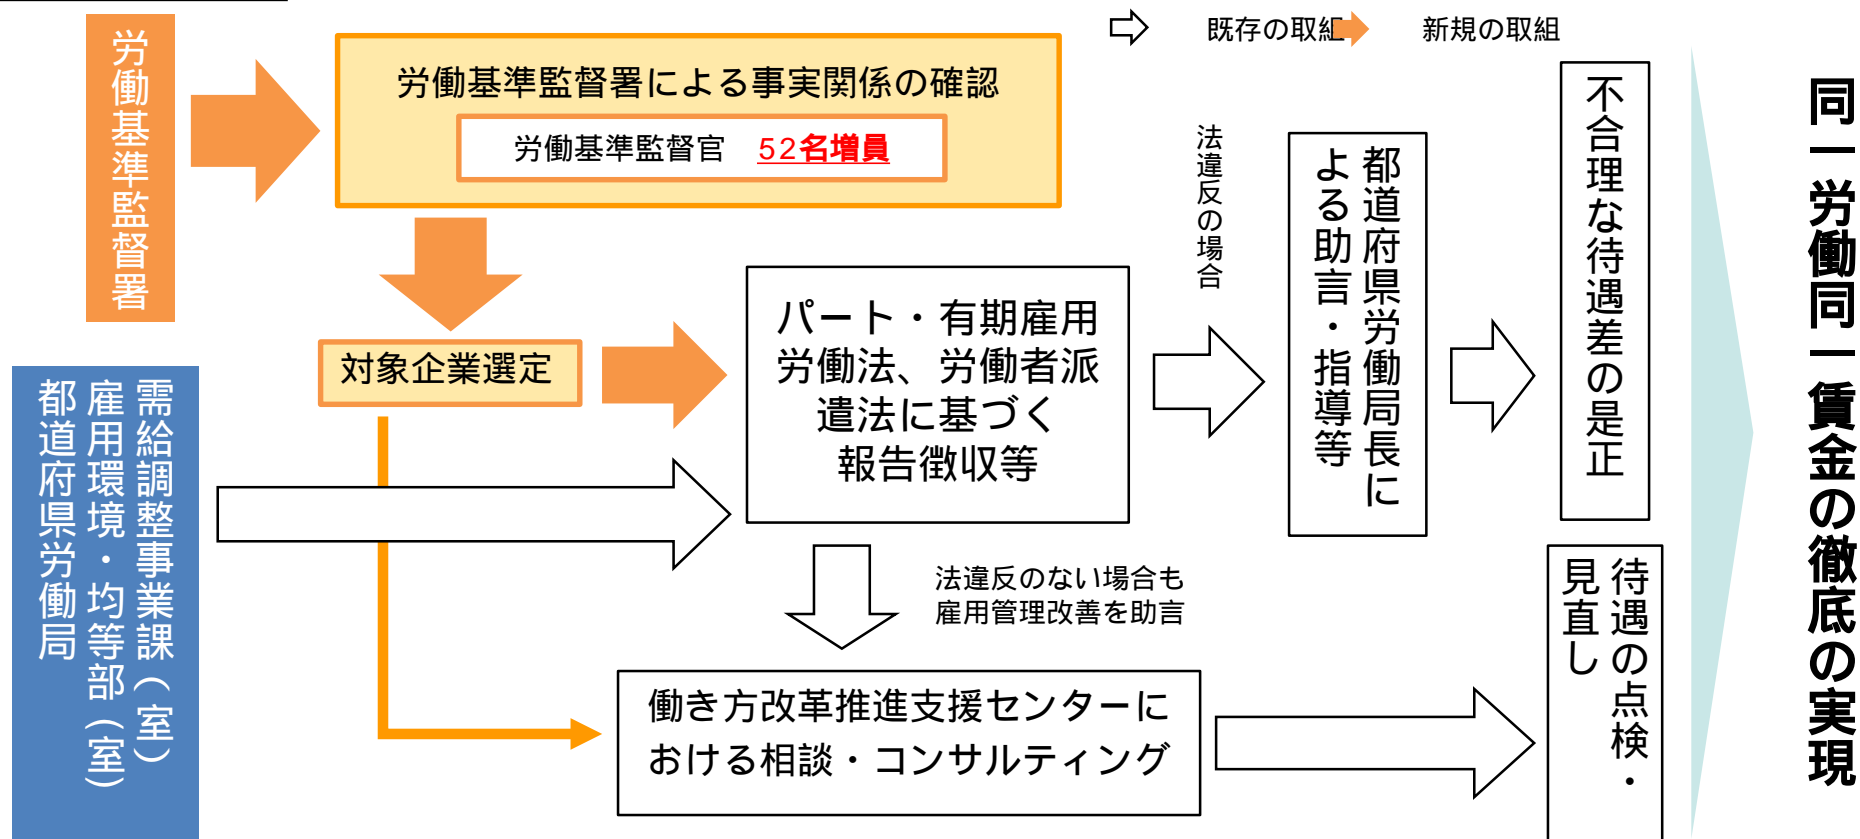 既存の取組
新規の取組
労働基準監督署
労働基準監督署による事実関係の確認
労働基準監督官 52名増員
対象企業選定
都道府県労働局
雇用環境・均等部(室)
需給調整事業課(室)
パート・有期雇用
労働法、労働者派
遣法に基づく
報告徴収等
法違反の場合
都道府県労働局長に
よる助言・指導等
不合理な待遇差の是正
法違反のない場合も
雇用管理改善を助言
働き方改革推進支援センターに
おける相談・コンサルティング
待遇の点検・
見直し
同一労働同一賃金の徹底の実現